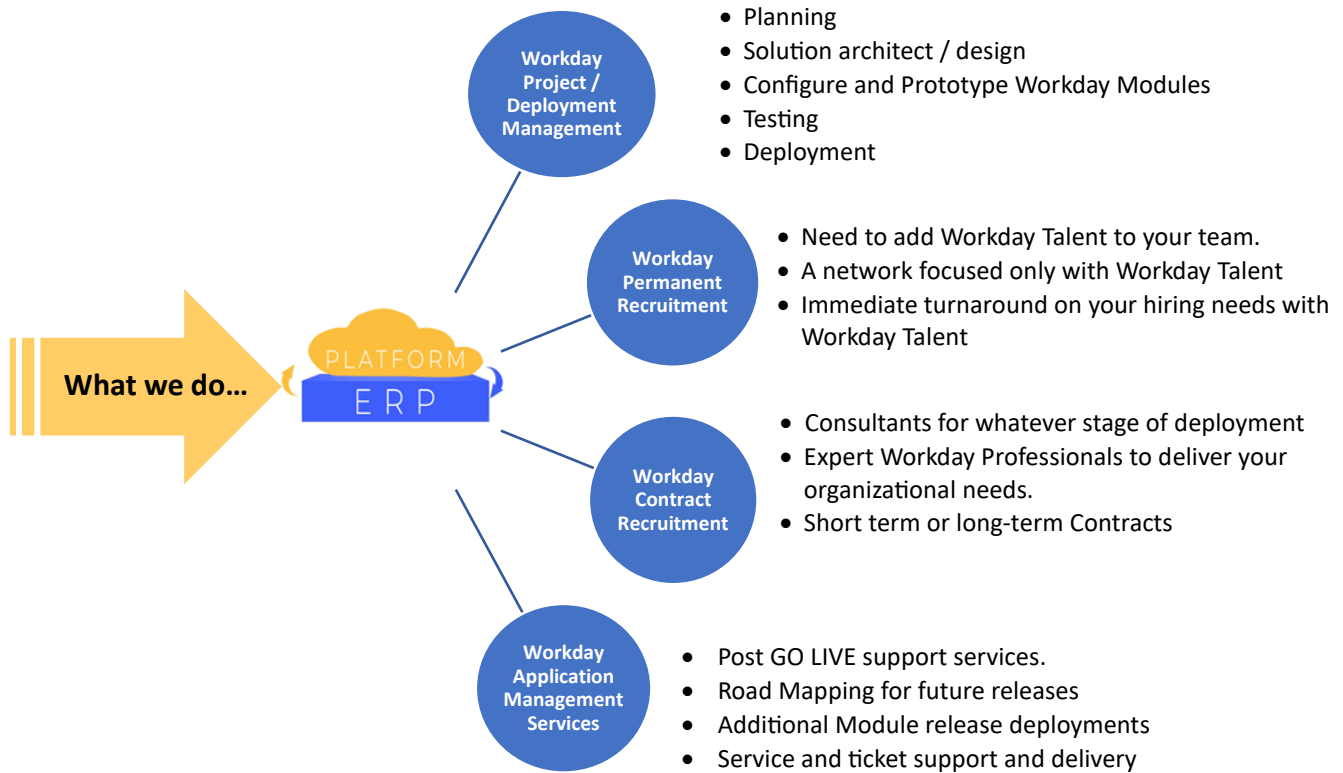 What we do...
PLATFORM
ERP
Workday
Project /
Deployment
Management
• Planning
• Solution architect / design
• Configure and Prototype Workday Modules
• Testing
• Deployment
Workday
Permanent
Recruitment
• Need to add Workday Talent to your team.
• A network focused only with Workday Talent
• Immediate turnaround on your hiring needs with
Workday Talent
Workday
Contract
Recruitment
• Consultants for whatever stage of deployment
• Expert Workday Professionals to deliver your
organizational needs.
• Short term or long-term Contracts
Workday
Application
Management
Services
• Post GO LIVE support services.
• Road Mapping for future releases
• Additional Module release deployments
• Service and ticket support and delivery